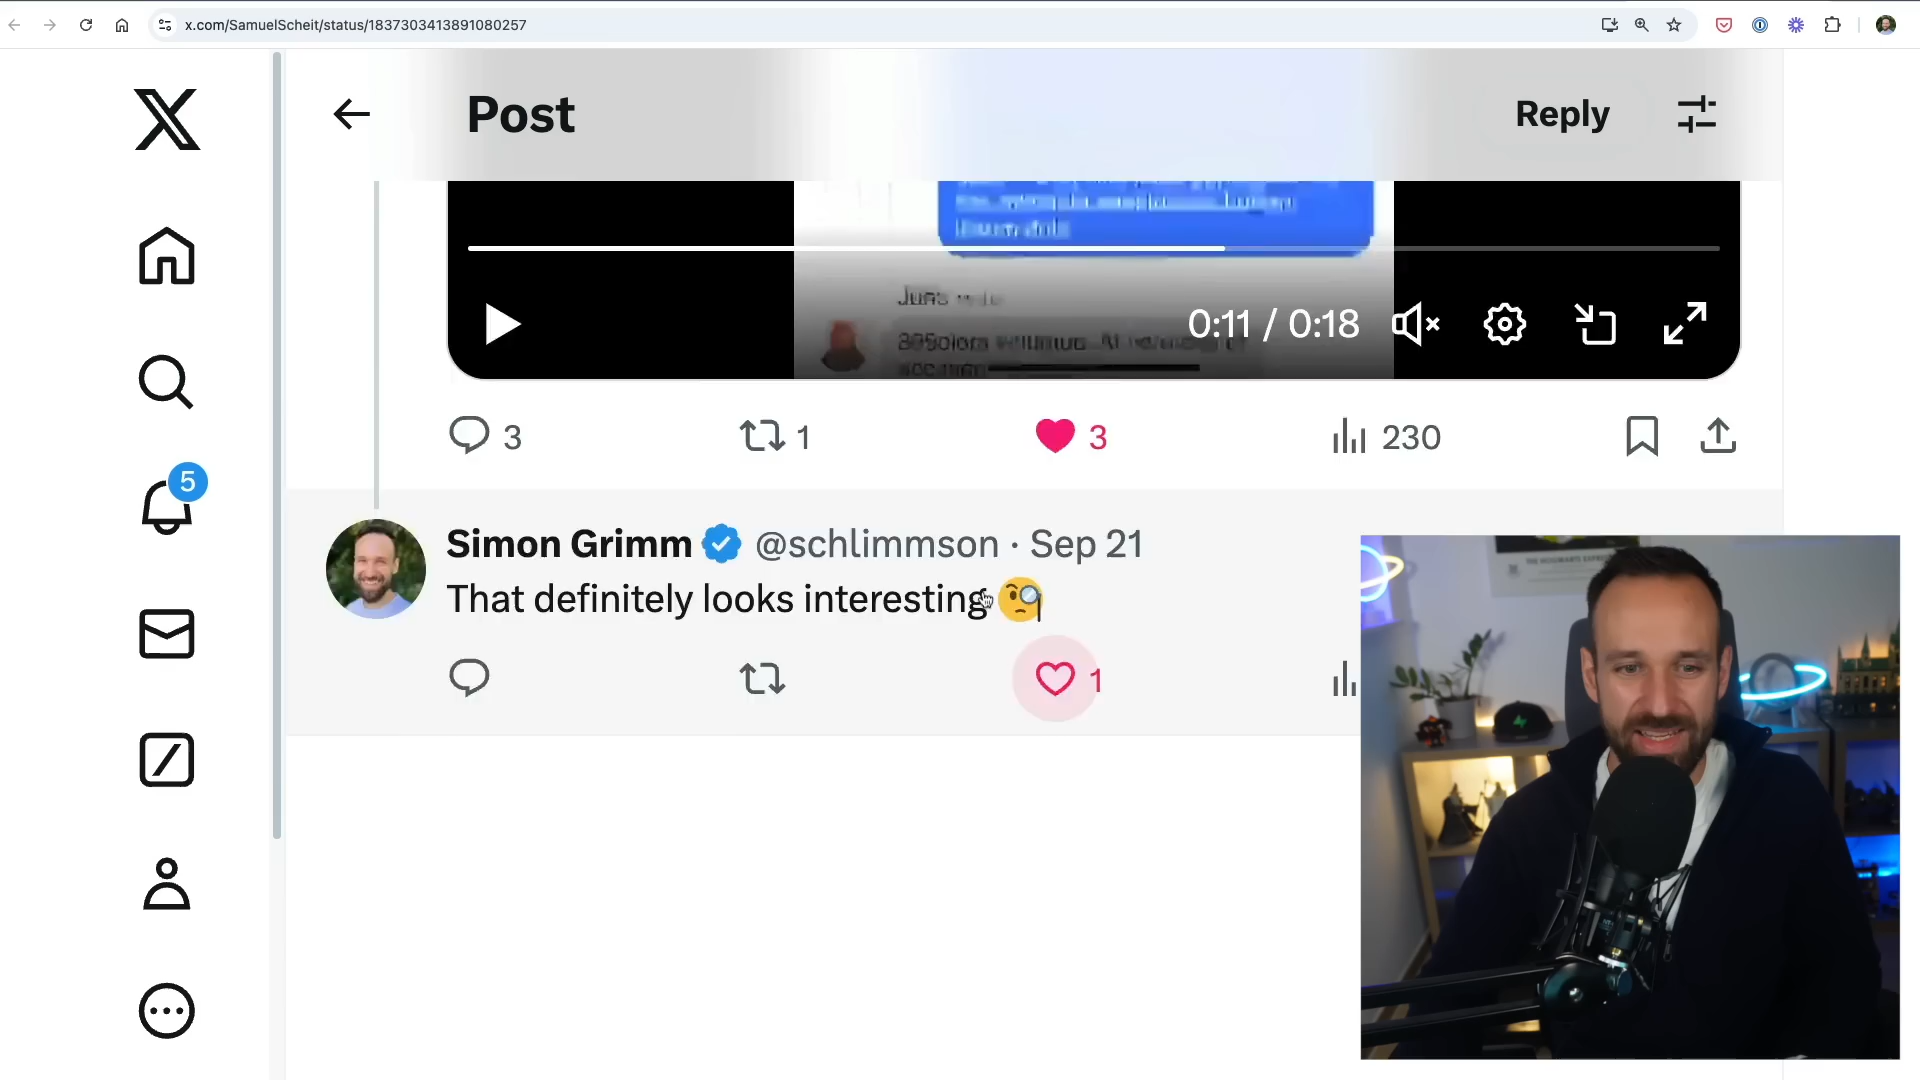 x.com/SamuelScheit/status/1837303413891080257
Post
Reply
0:11 / 0:18
3
1
3
230
5
Simon Grimm @schlimmson · Sep 21
That definitely looks interesting 🧐
1